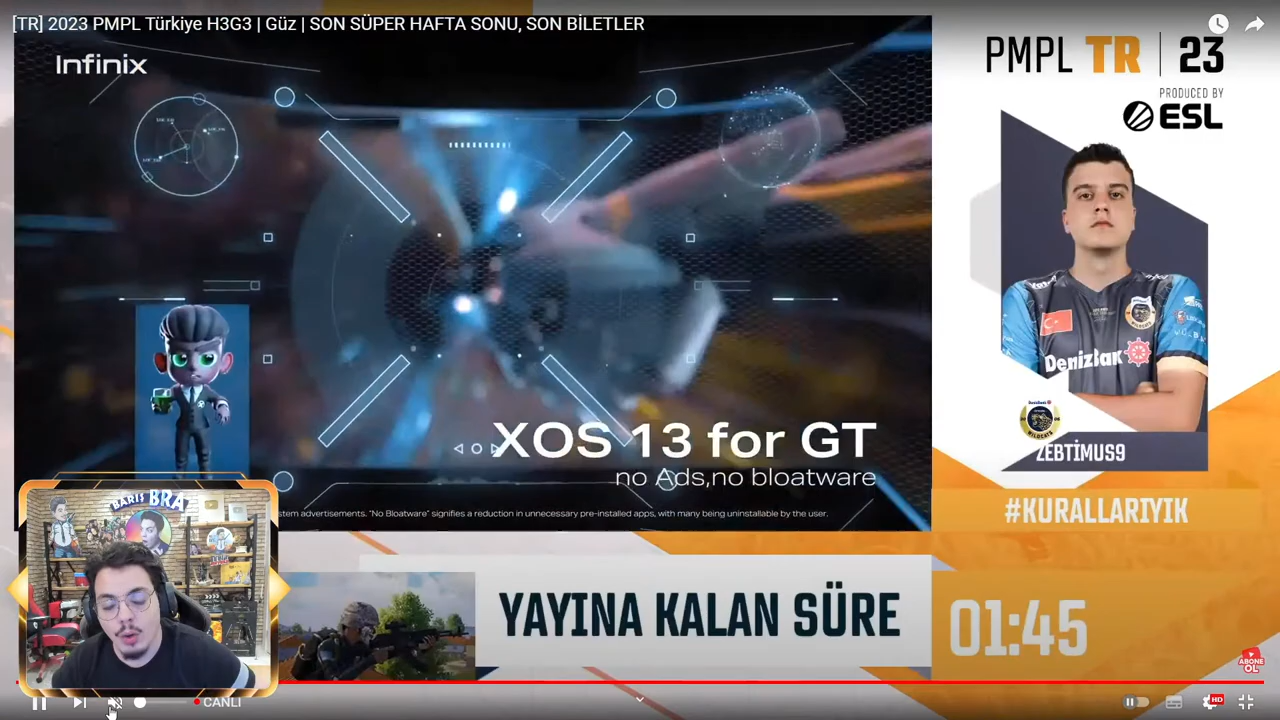 [TR] 2023 PMPL Türkiye H3G3 | Güz | SON SÜPER HAFTA SONU, SON BİLETLER
Infinix
PMPL TR | 23
PRODUCED BY
ESL
DenizBank
ZEBTİMUS9
XOS 13 for GT
no Ads,no bloatware
stem advertisements. "No Bloatware" signifies a reduction in unnecessary pre-installed apps, with many being uninstallable by the user.
#KURALLARIYIK
BARIŞ BRA
YAYINA KALAN SÜRE
01:45
ABONE
OL
CANLI
HD